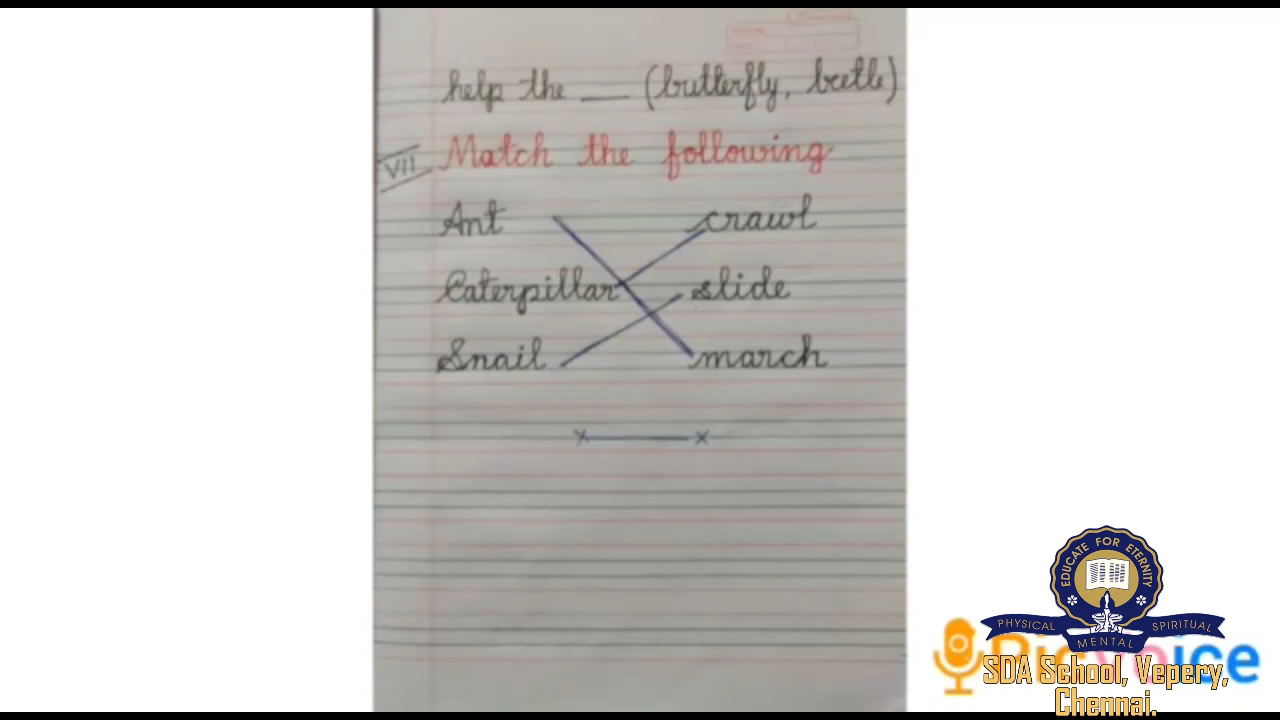 help the ___ (butterfly, beetle)
VII Match the following
Ant crawl
Caterpillar slide
Snail march
x x
EDUCATE FOR ETERNITY
PHYSICAL MENTAL SPIRITUAL
SDA School, Vepery,
Chennai.